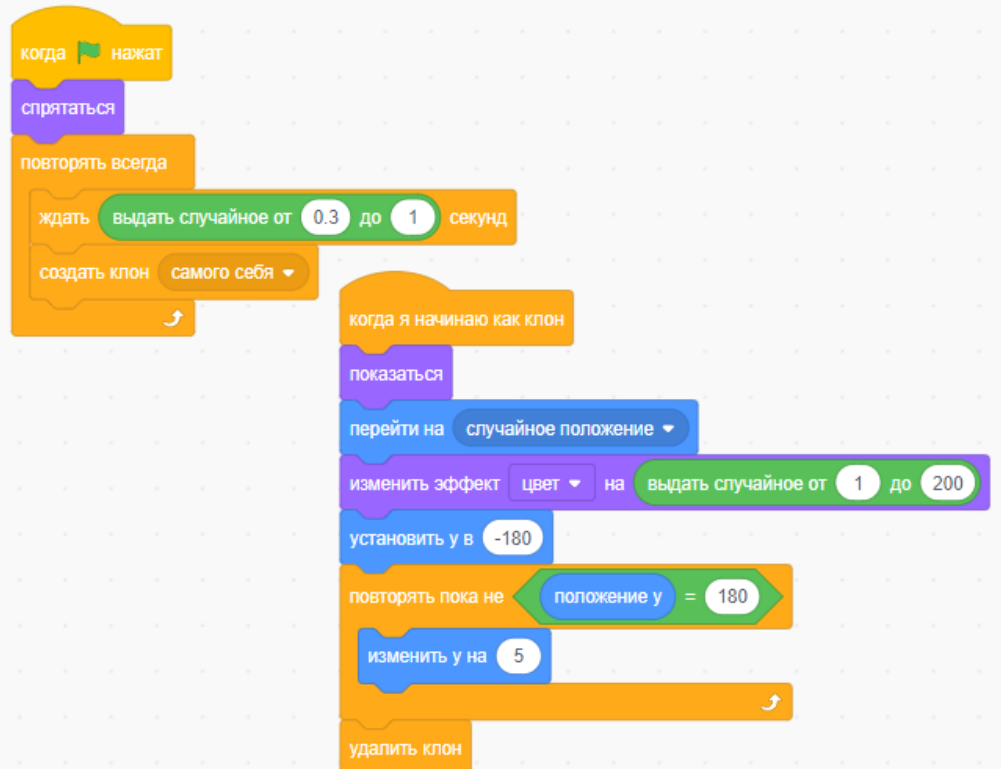 когда нажат
спрятаться
повторять всегда
ждать выдать случайное от 0.3 до 1 секунд
создать клон самого себя
когда я начинаю как клон
показаться
перейти на случайное положение
изменить эффект цвет на выдать случайное от 1 до 200
установить y в -180
повторять пока не положение y = 180
изменить y на 5
удалить клон